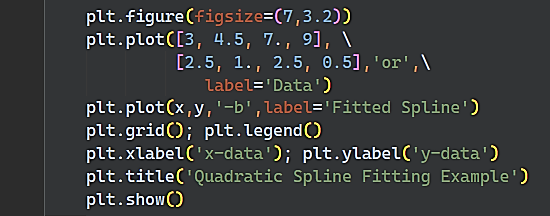 plt.figure(figsize=(7,3.2))
plt.plot([3, 4.5, 7., 9], \
[2.5, 1., 2.5, 0.5],'or',\
label='Data')
plt.plot(x,y,'-b',label='Fitted Spline')
plt.grid(); plt.legend()
plt.xlabel('x-data'); plt.ylabel('y-data')
plt.title('Quadratic Spline Fitting Example')
plt.show()